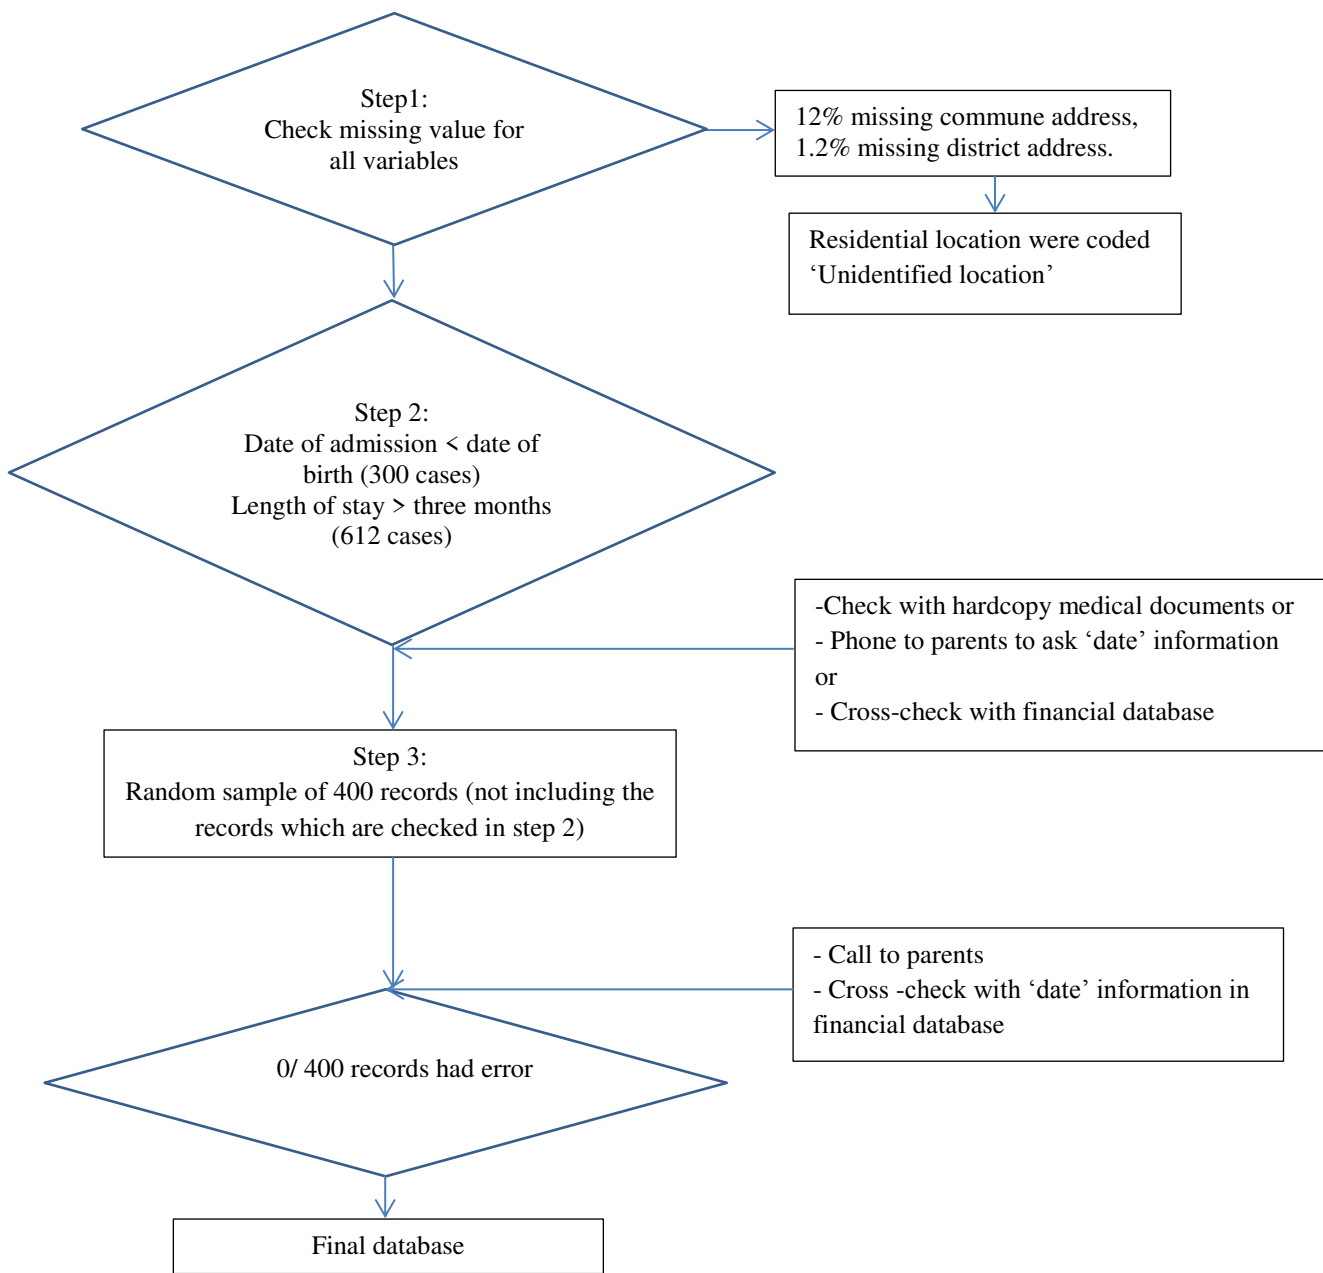 Step1:
Check missing value for
all variables
12% missing commune address,
1.2% missing district address.
Residential location were coded
‘Unidentified location’
Step 2:
Date of admission < date of
birth (300 cases)
Length of stay > three months
(612 cases)
-Check with hardcopy medical documents or
- Phone to parents to ask ‘date’ information
or
- Cross-check with financial database
Step 3:
Random sample of 400 records (not including the
records which are checked in step 2)
- Call to parents
- Cross -check with ‘date’ information in
financial database
0/ 400 records had error
Final database